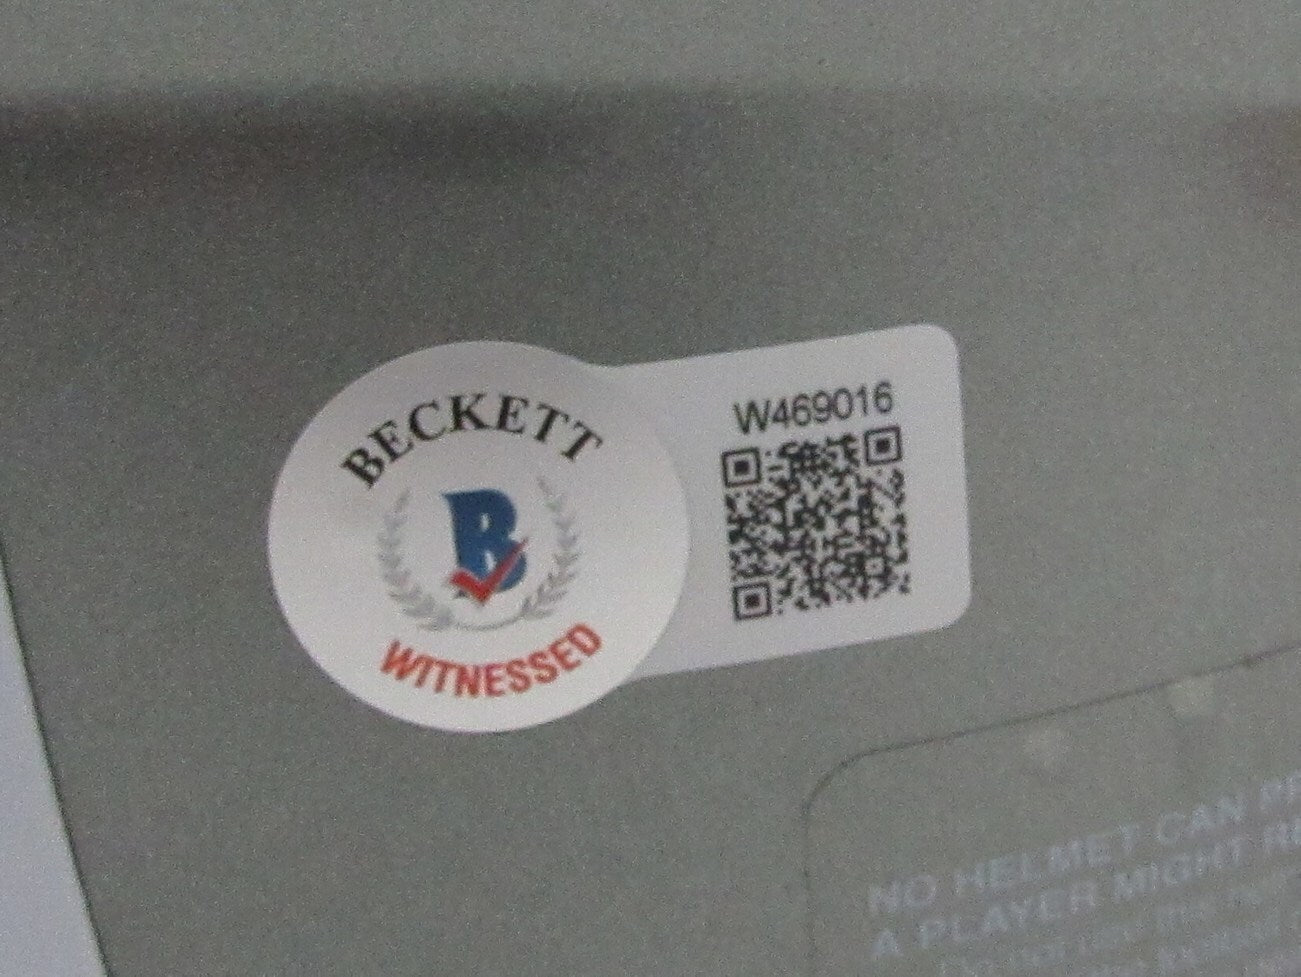 BECKETT
B
WITNESSED
W469016
NO HELMET CAN
A PLAYER MIGHT